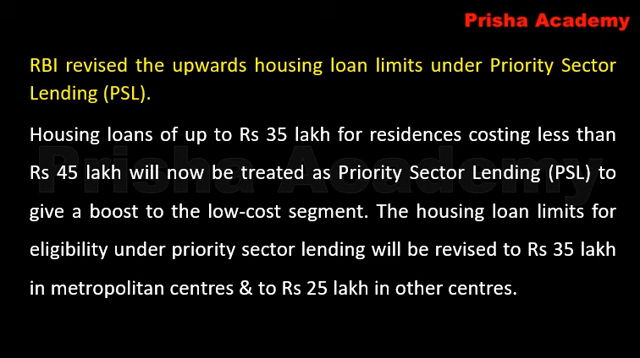 Prisha Academy
RBI revised the upwards housing loan limits under Priority Sector
Lending (PSL).
Housing loans of up to Rs 35 lakh for residences costing less than
Rs 45 lakh will now be treated as Priority Sector Lending (PSL) to
give a boost to the low-cost segment. The housing loan limits for
eligibility under priority sector lending will be revised to Rs 35 lakh
in metropolitan centres & to Rs 25 lakh in other centres.
Prisha Academy